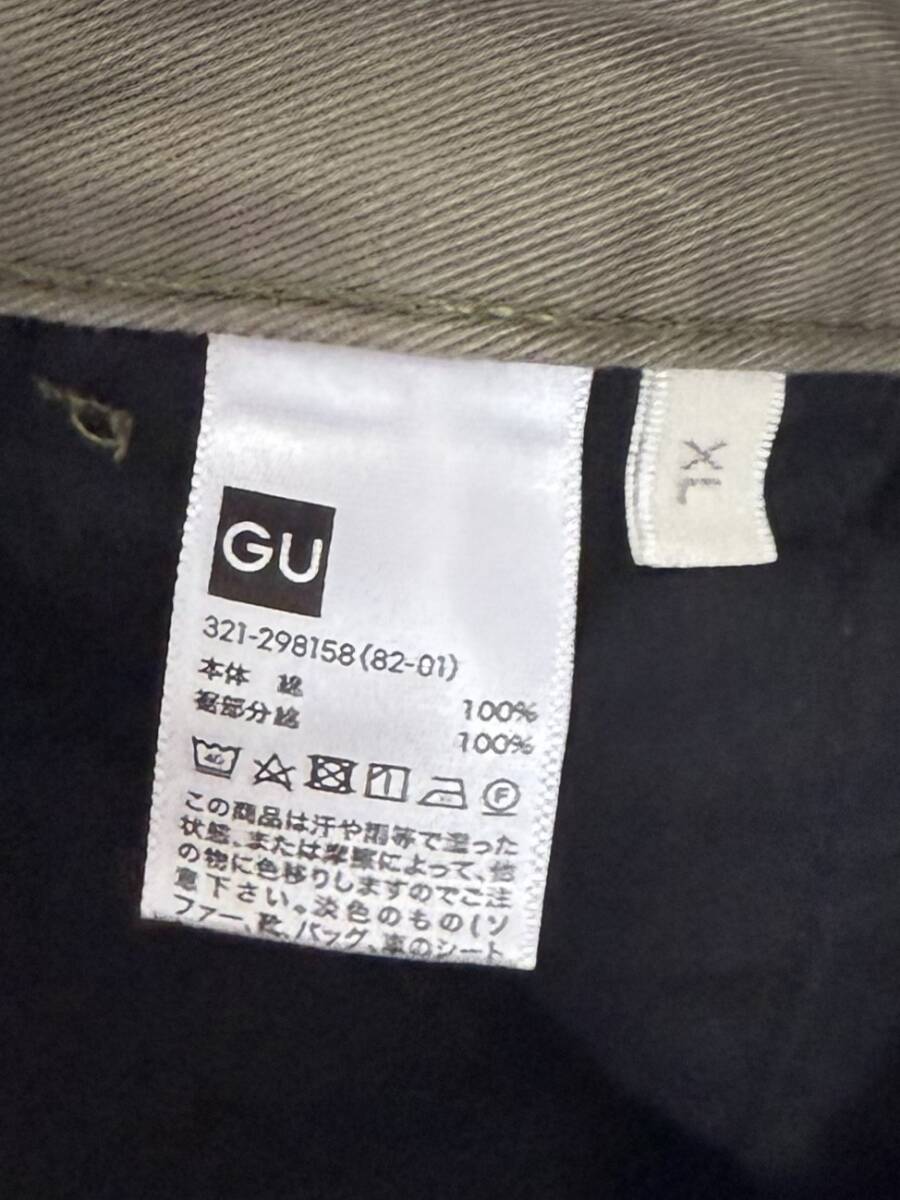 GU
321-298158(82-01)
本体 綿 100%
裾部分綿 100%
40
F
この商品は汗や雨等で湿った
状態、または摩擦によって、他
の物に色移りしますのでご注
意下さい。淡色のもの(ソ
ファー、靴、バッグ、車のシート
XL